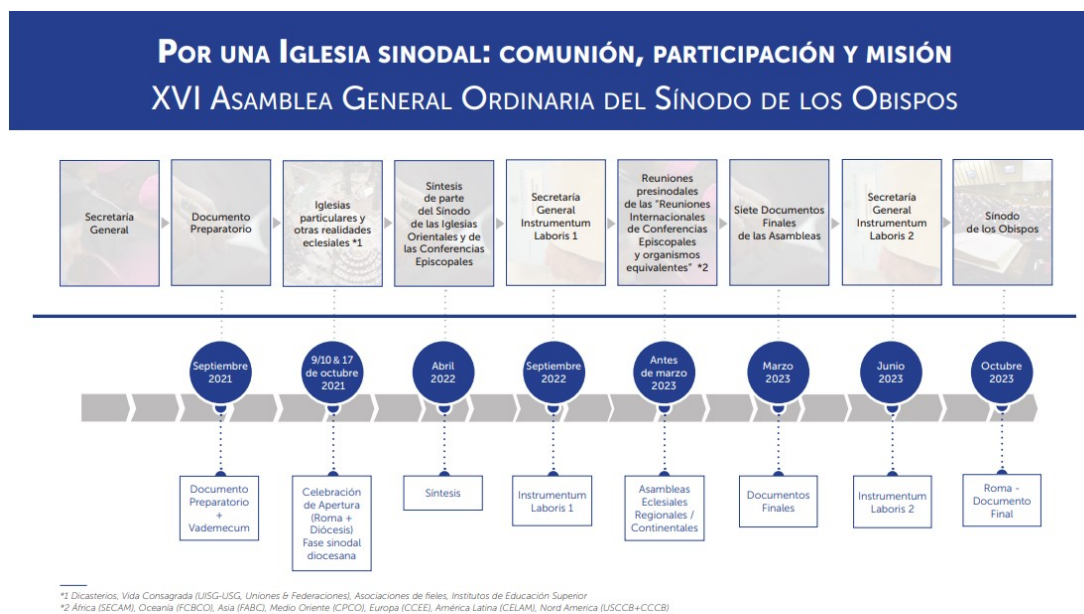 POR UNA IGLESIA SINODAL: COMUNIÓN, PARTICIPACIÓN Y MISIÓN
XVI ASAMBLEA GENERAL ORDINARIA DEL SÍNODO DE LOS OBISPOS
Secretaría
General
Documento
Preparatorio
Iglesias
particulares y
otras realidades
eclesiales *1
Síntesis
de parte
del Sínodo
de las Iglesias
Orientales y de
las Conferencias
Episcopales
Secretaría
General
Instrumentum
Laboris 1
Reuniones
presinodales
de las "Reuniones
Internacionales
de Conferencias
Episcopales
y organismos
equivalentes" *2
Siete Documentos
Finales
de las Asambleas
Secretaría
General
Instrumentum
Laboris 2
Sínodo
de los Obispos
Septiembre
2021
9/10 & 17
de octubre
2021
Abril
2022
Septiembre
2022
Antes
de marzo
2023
Marzo
2023
Junio
2023
Octubre
2023
Documento
Preparatorio
+
Vademecum
Celebración
de Apertura
(Roma +
Diócesis)
Fase sinodal
diocesana
Síntesis
Instrumentum
Laboris 1
Asambleas
Eclesiales
Regionales /
Continentales
Documentos
Finales
Instrumentum
Laboris 2
Roma -
Documento
Final
*1 Dicasterios, Vida Consagrada (UISG-USG, Uniones & Federaciones), Asociaciones de fieles, Institutos de Educación Superior
*2 África (SECAM), Oceanía (FCBCO), Asia (FABC), Medio Oriente (CPCO), Europa (CCEE), América Latina (CELAM), Nord America (USCCB+CCCB)